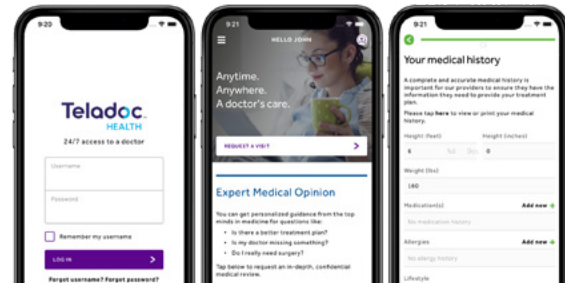 9:20
Teladoc
HEALTH
24/7 access to a doctor
Username
Password
Remember my username
LOG IN
Forgot username? Forgot password?
9:21
HELLO JOHN
Anytime.
Anywhere.
A doctor's care.
REQUEST A VISIT
Expert Medical Opinion
You can get personalized guidance from the top
minds in medicine for questions like:
• Is there a better treatment plan?
• Is my doctor missing something?
• Do I really need surgery?
Tap below to request an in-depth, confidential
medical review.
9:21
Your medical history
A complete and accurate medical history is
important for our providers to ensure they have the
information they need to provide your treatment
plan.
Please tap here to view or print your medical
history.
Height (feet) Height (inches)
6 0
Weight (lbs)
180
Medication(s) Add new +
No medication history
Allergies Add new +
No allergy history
Lifestyle